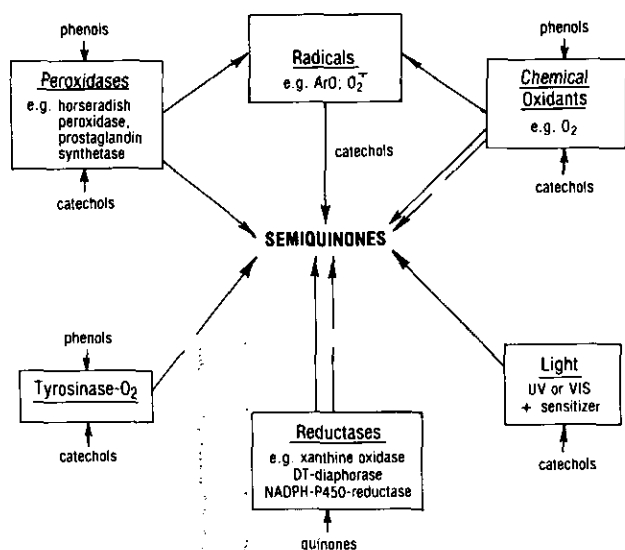 phenols
Peroxidases
e.g. horseradish
peroxidase,
prostaglandin
synthetase
catechols
Radicals
e.g. ArO; O₂⁻
catechols
phenols
Chemical
Oxidants
e.g. O₂
catechols
SEMIQUINONES
phenols
Tyrosinase-O₂
catechols
Reductases
e.g. xanthine oxidase
DT-diaphorase
NADPH-P450-reductase
quinones
Light
UV or VIS
+ sensitizer
catechols